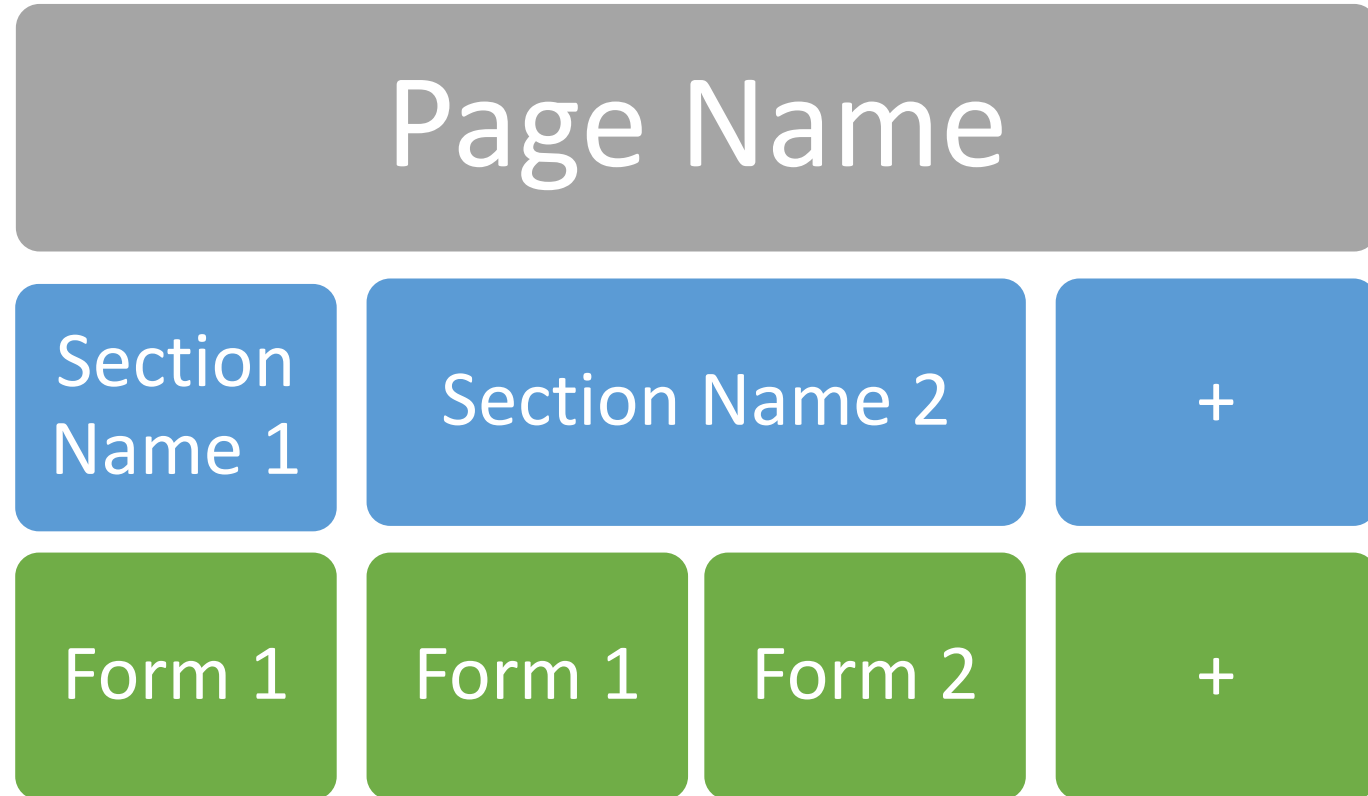 Page Name
Section
Name 1
Section Name 2
+
Form 1
Form 1
Form 2
+